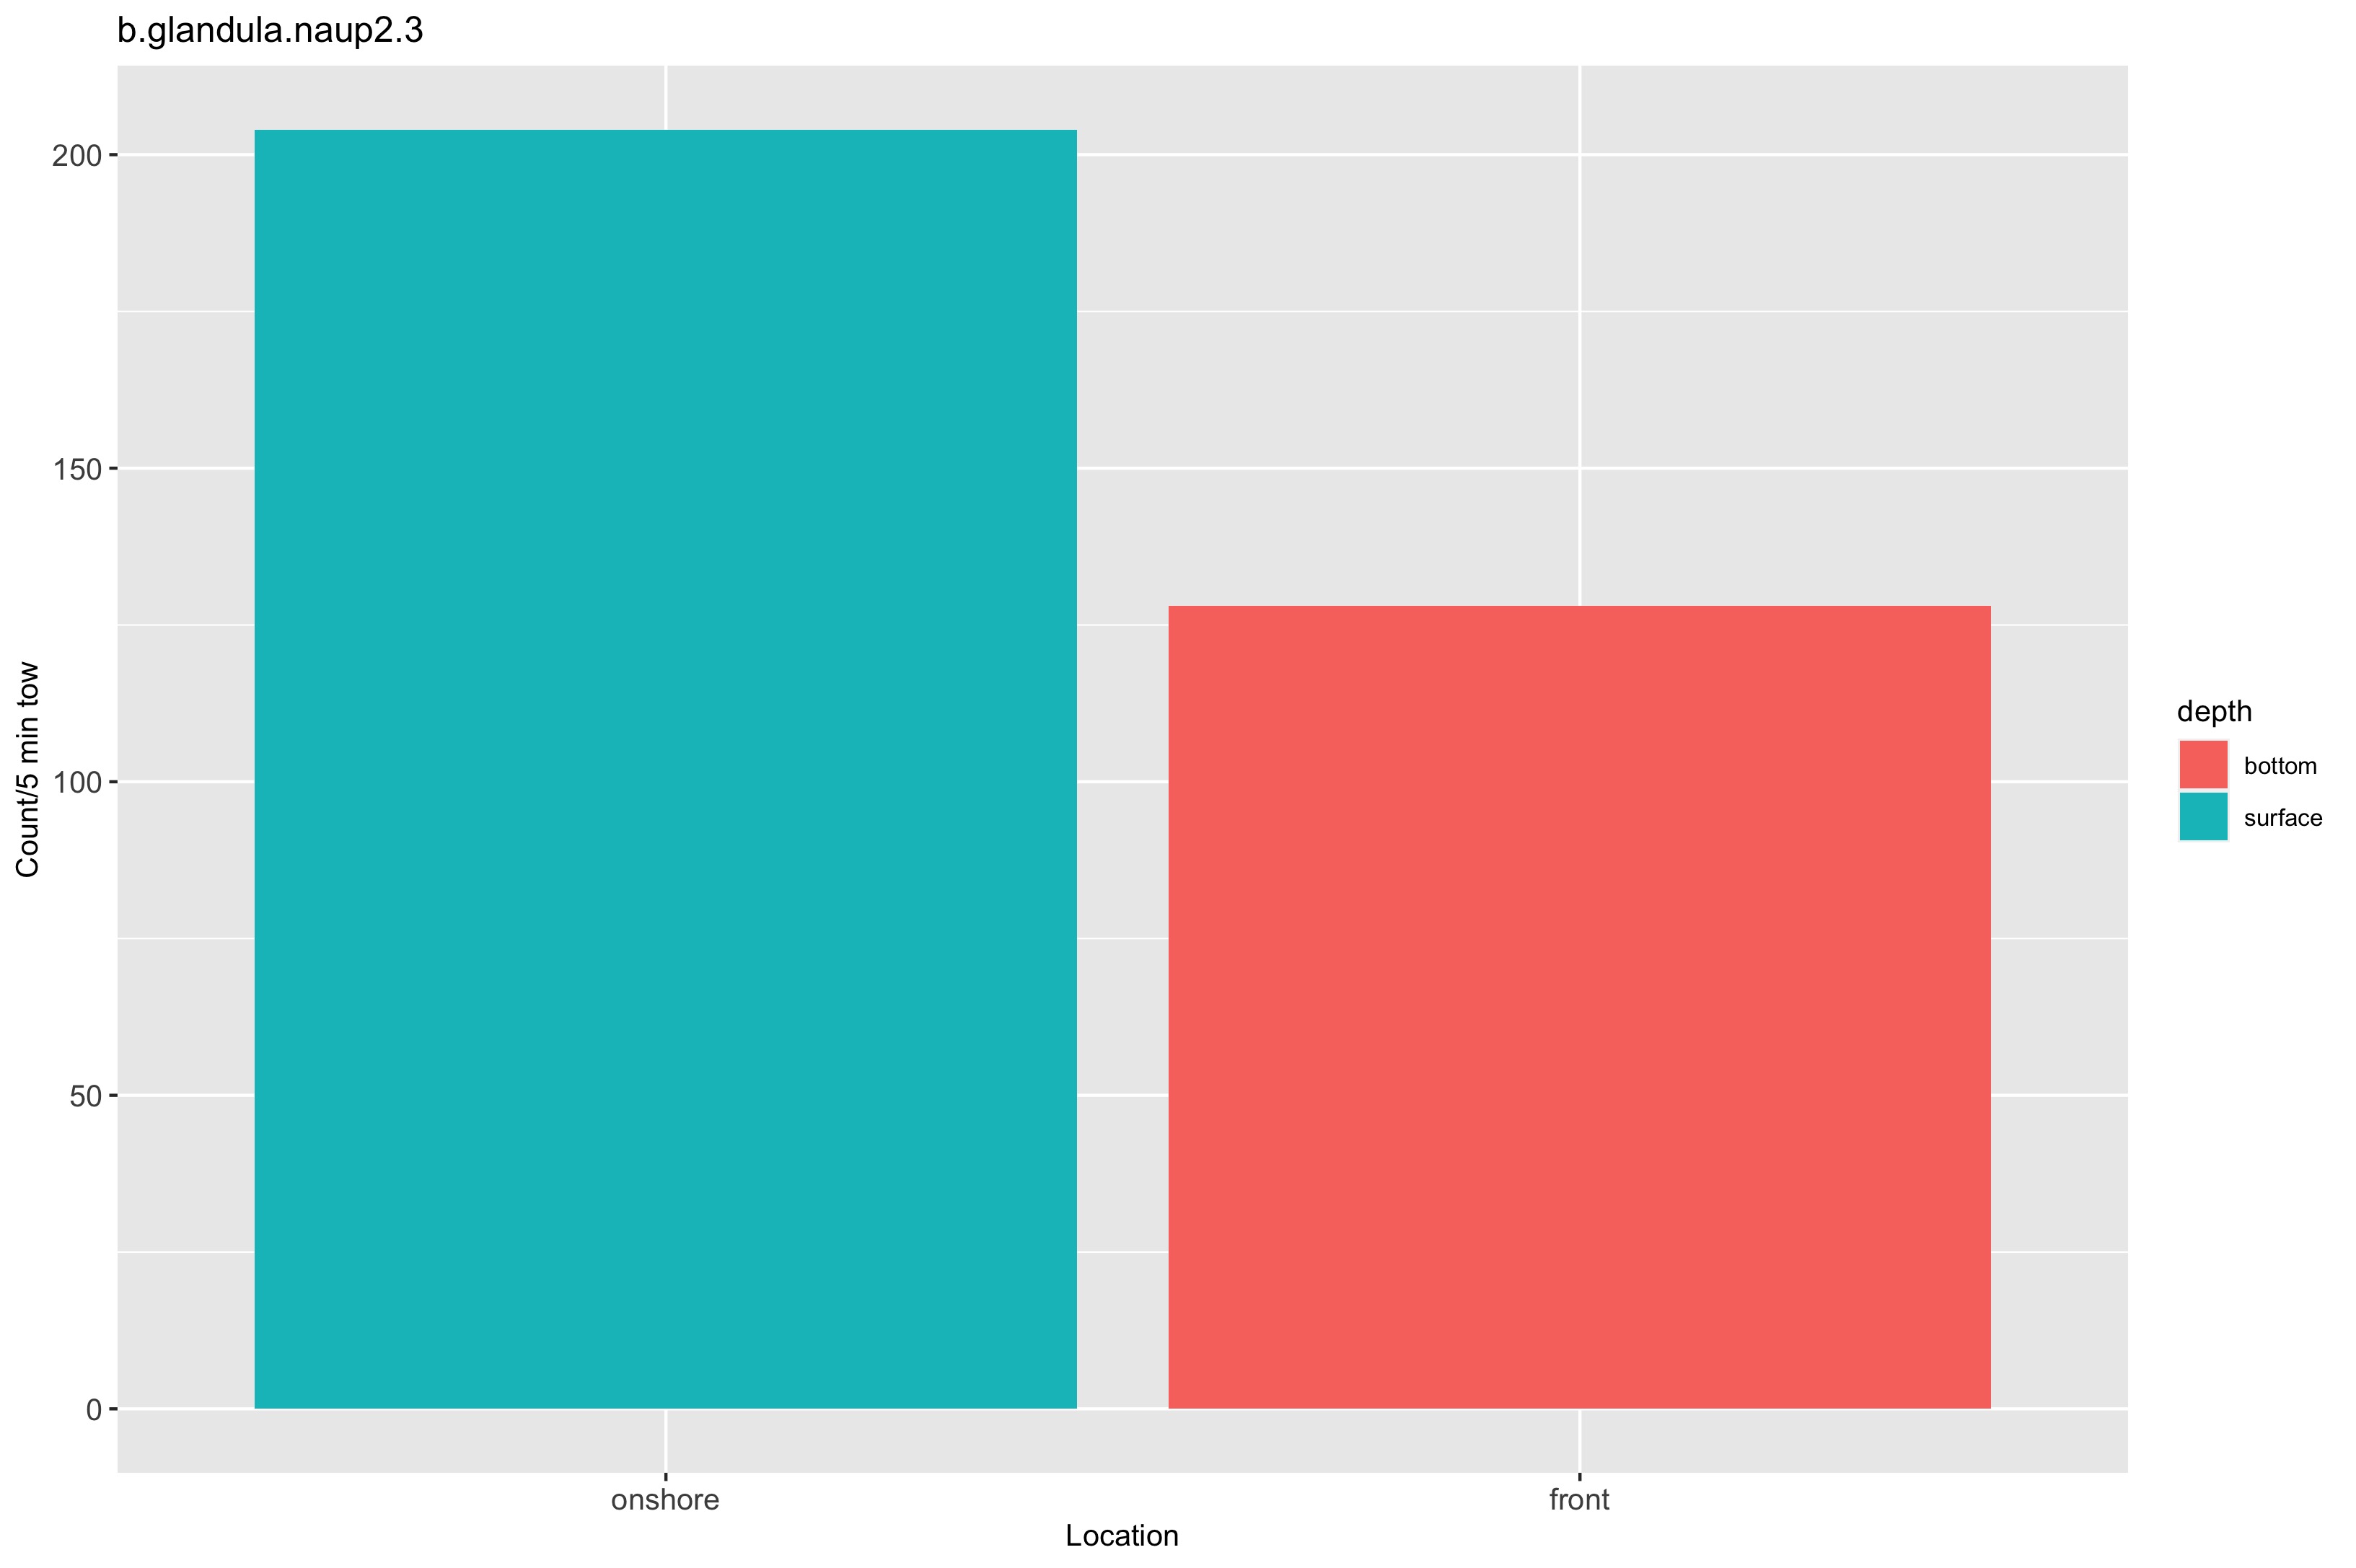 b.glandula.naup2.3
Count/5 min tow
200
150
100
50
0
onshore
front
Location
depth
bottom
surface